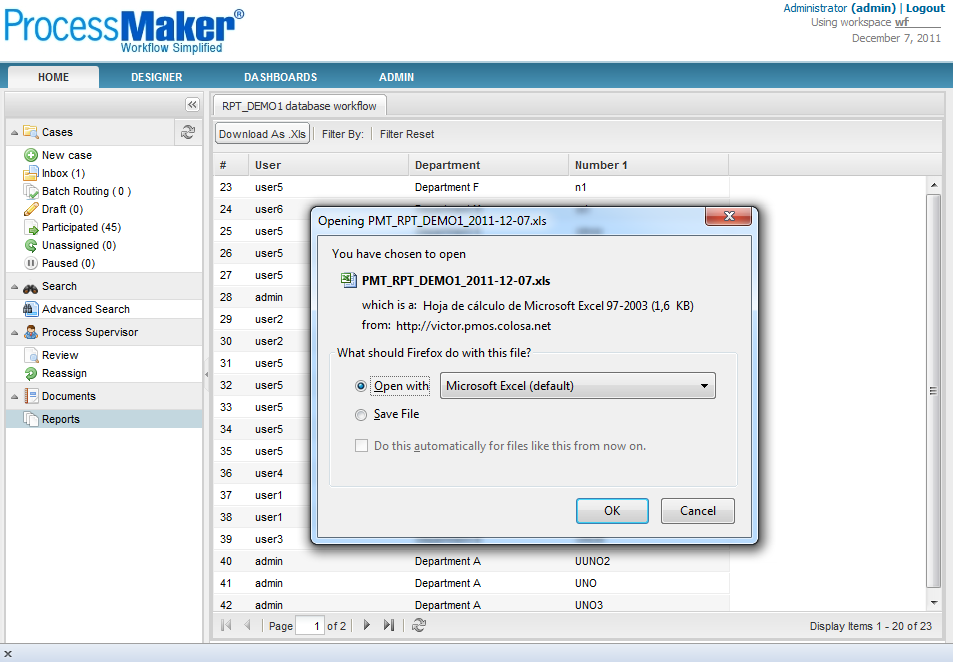 ProcessMaker®
Workflow Simplified
Administrator (admin) | Logout
Using workspace wf
December 7, 2011
HOME DESIGNER DASHBOARDS ADMIN
Cases
New case
Inbox (1)
Batch Routing ( 0 )
Draft (0)
Participated (45)
Unassigned (0)
Paused (0)
Search
Advanced Search
Process Supervisor
Review
Reassign
Documents
Reports
RPT_DEMO1 database workflow
Download As .Xls Filter By: Filter Reset
# User Department Number 1
23 user5 Department F n1
24 user6
25 user5
26 user5
27 user5
28 admin
29 user2
30 user2
31 user5
32 user5
33 user5
34 user5
35 user5
36 user4
37 user1
38 user1
39 user3
40 admin Department A UUNO2
41 admin Department A UNO
42 admin Department A UNO3
Page 1 of 2
Display Items 1 - 20 of 23
Opening PMT_RPT_DEMO1_2011-12-07.xls
You have chosen to open
PMT_RPT_DEMO1_2011-12-07.xls
which is a: Hoja de cálculo de Microsoft Excel 97-2003 (1,6 KB)
from: http://victor.pmos.colosa.net
What should Firefox do with this file?
Open with Microsoft Excel (default)
Save File
Do this automatically for files like this from now on.
OK Cancel